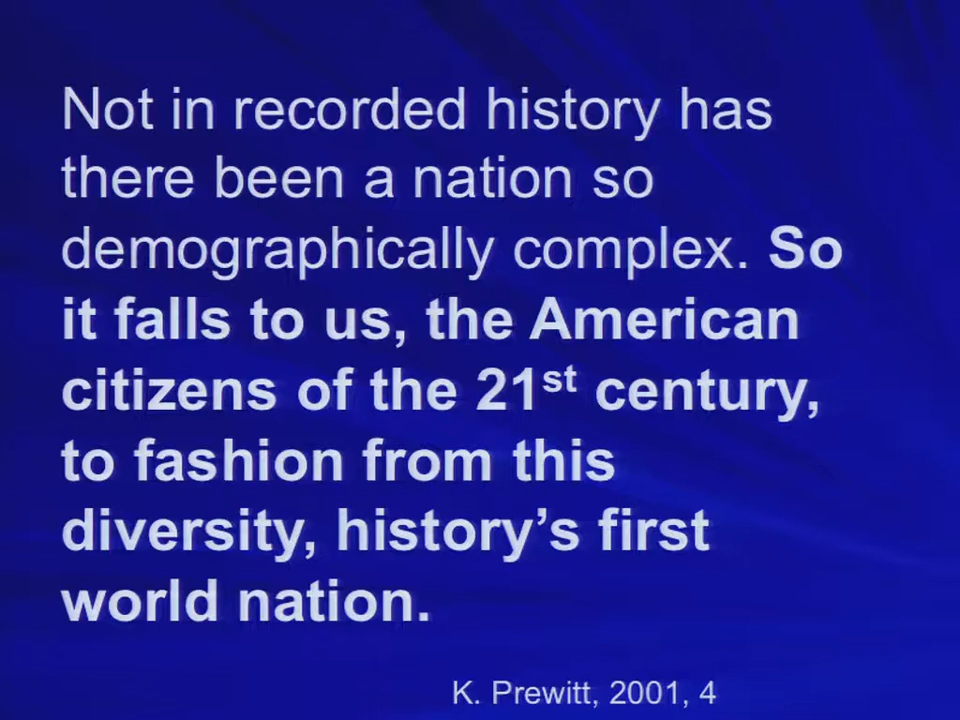 Not in recorded history has
there been a nation so
demographically complex. So
it falls to us, the American
citizens of the 21st century,
to fashion from this
diversity, history’s first
world nation.
K. Prewitt, 2001, 4